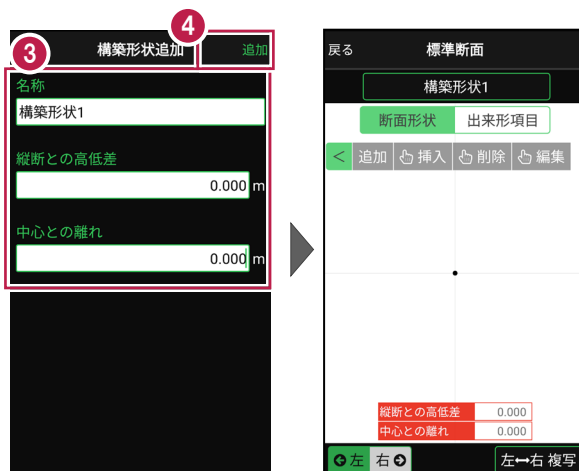 3
4
構築形状追加
追加
名称
構築形状1
縦断との高低差
0.000 m
中心との離れ
0.000 m
戻る
標準断面
構築形状1
断面形状
出来形項目
< 追加 挿入 削除 編集
縦断との高低差 0.000
中心との離れ 0.000
左 右
左↔右 複写